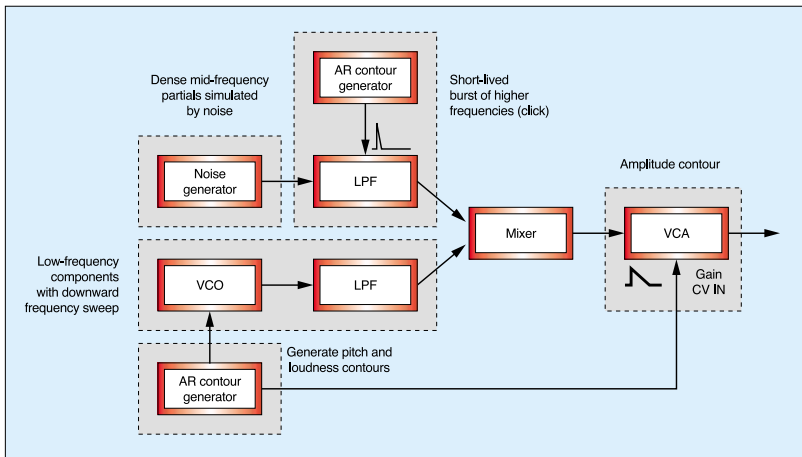 Dense mid-frequency
partials simulated
by noise
AR contour
generator
Short-lived
burst of higher
frequencies (click)
Noise
generator
LPF
Amplitude contour
Mixer
VCA
Gain
CV IN
Low-frequency
components
with downward
frequency sweep
VCO
LPF
Generate pitch and
loudness contours
AR contour
generator